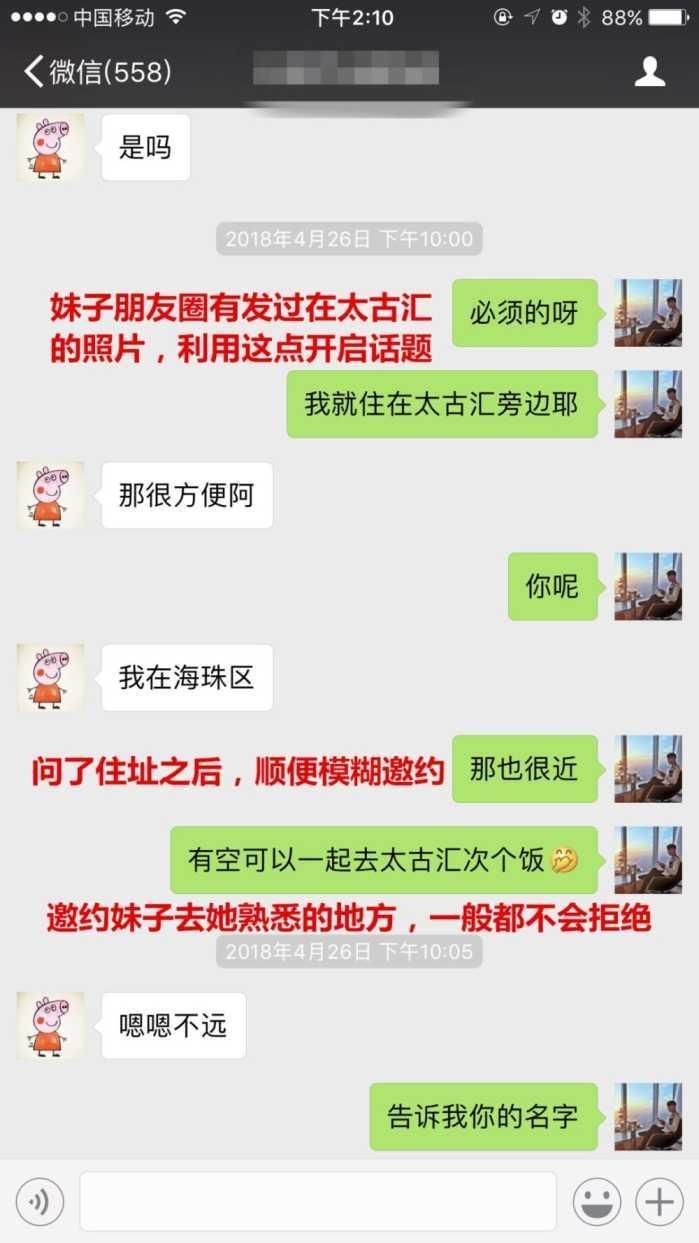 中国移动 下午2:10 88%
微信(558)
是吗
2018年4月26日 下午10:00
妹子朋友圈有发过在太古汇
的照片，利用这点开启话题
必须的呀
我就住在太古汇旁边耶
那很方便阿
你呢
我在海珠区
问了住址之后，顺便模糊邀约
那也很近
有空可以一起去太古汇次个饭🤭
邀约妹子去她熟悉的地方，一般都不会拒绝
2018年4月26日 下午10:05
嗯嗯不远
告诉我你的名字